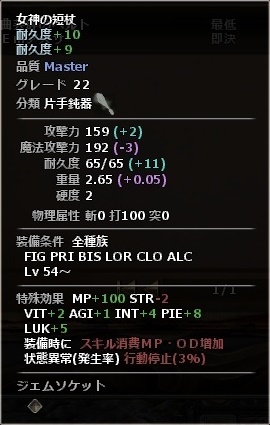 女神の短杖
耐久度+10
耐久度+9
品質 Master
グレード 22
分類 片手鈍器
攻撃力 159 (+2)
魔法攻撃力 192 (-3)
耐久度 65/65 (+11)
重量 2.65 (+0.05)
硬度 2
物理属性 斬0 打100 突0
装備条件 全種族
FIG PRI BIS LOR CLO ALC
Lv 54～
特殊効果 MP+100 STR-2
VIT+2 AGI+1 INT+4 PIE+8
LUK+5
装備時に スキル消費MP・OD増加
状態異常(発生率) 行動停止(3%)
ジェムソケット
最低
即決
1/1